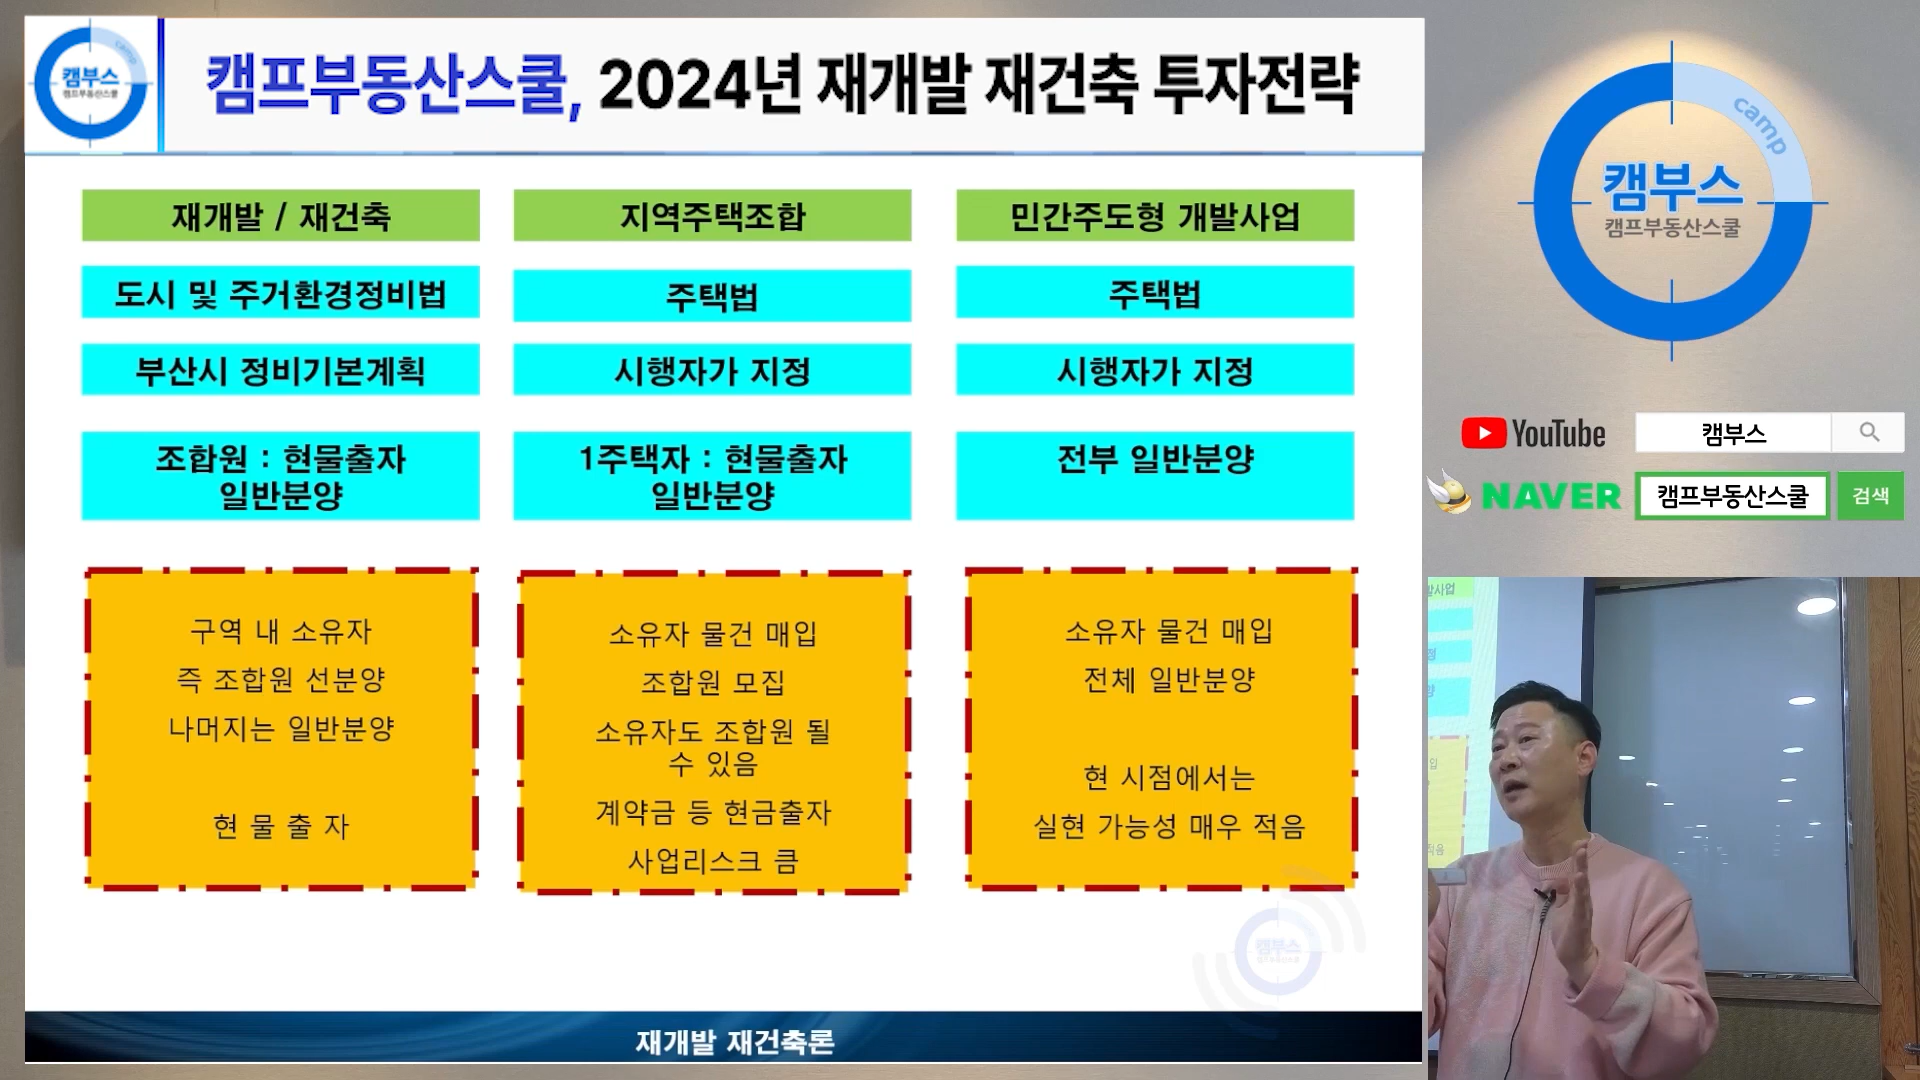 캠부스
캠프부동산스쿨
캠프부동산스쿨, 2024년 재개발 재건축 투자전략
재개발 / 재건축
도시 및 주거환경정비법
부산시 정비기본계획
조합원 : 현물출자
일반분양
구역 내 소유자
즉 조합원 선분양
나머지는 일반분양
현 물 출 자
지역주택조합
주택법
시행자가 지정
1주택자 : 현물출자
일반분양
소유자 물건 매입
조합원 모집
소유자도 조합원 될
수 있음
계약금 등 현금출자
사업리스크 큼
민간주도형 개발사업
주택법
시행자가 지정
전부 일반분양
소유자 물건 매입
전체 일반분양
현 시점에서는
실현 가능성 매우 적음
캠부스
재개발 재건축론
camp
캠부스
캠프부동산스쿨
YouTube 캠부스
NAVER 캠프부동산스쿨 검색